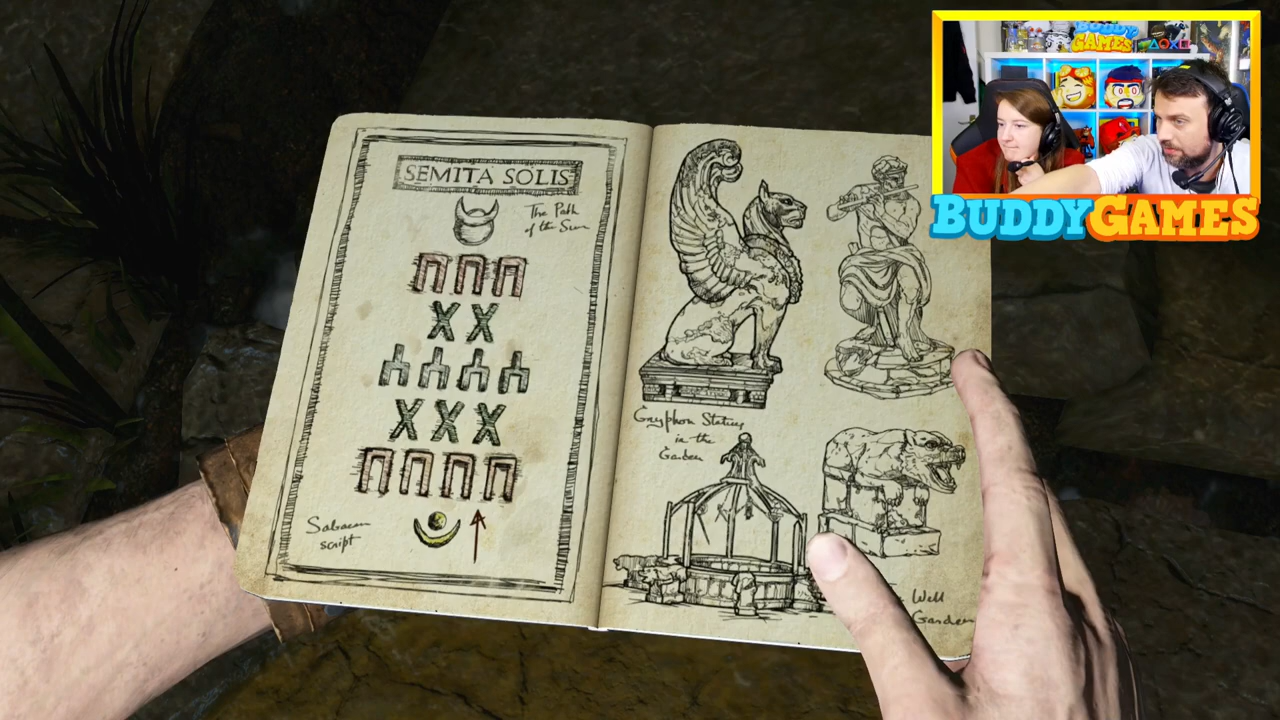 SEMITA SOLIS
The Path
of the Sun
Sabaean
script
Gryphon Statues
in the
Garden
Well
Garden
BUDDY
GAMES
BUDDYGAMES